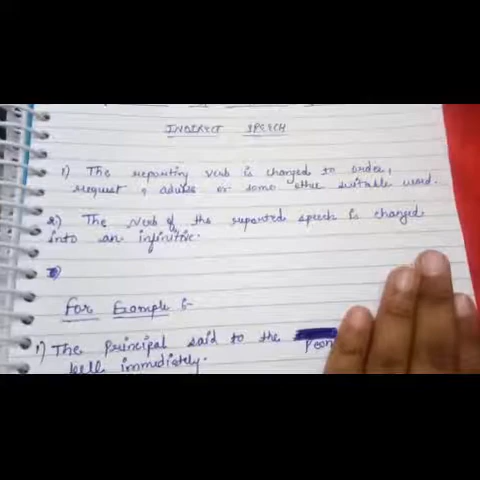 INDIRECT SPEECH
1) The reporting verb is changed to order,
request, advise or some other suitable word.
2) The verb of the reported speech is changed
into an infinitive.
For Example :-
1) The Principal said to the Peon
bell immediately.